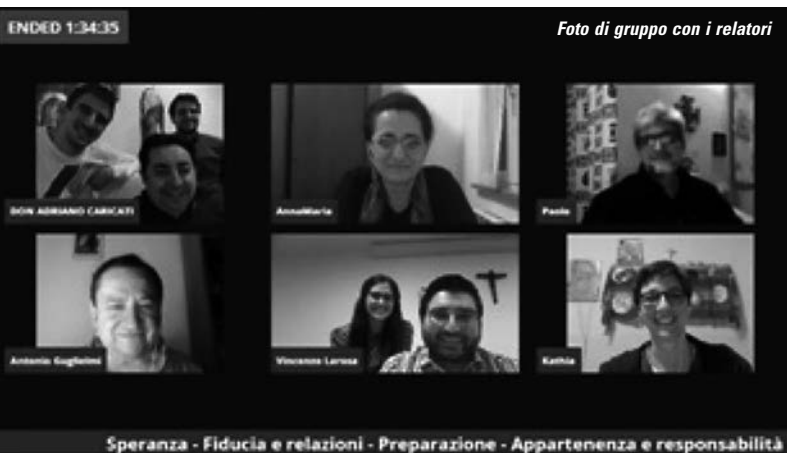 ENDED 1:34:35
Foto di gruppo con i relatori
DON ADRIANO CARICATI
AnnaMaria
Paolo
Antonio Guglielmi
Vincenzo Larosa
Kathia
Speranza - Fiducia e relazioni - Preparazione - Appartenenza e responsabilità